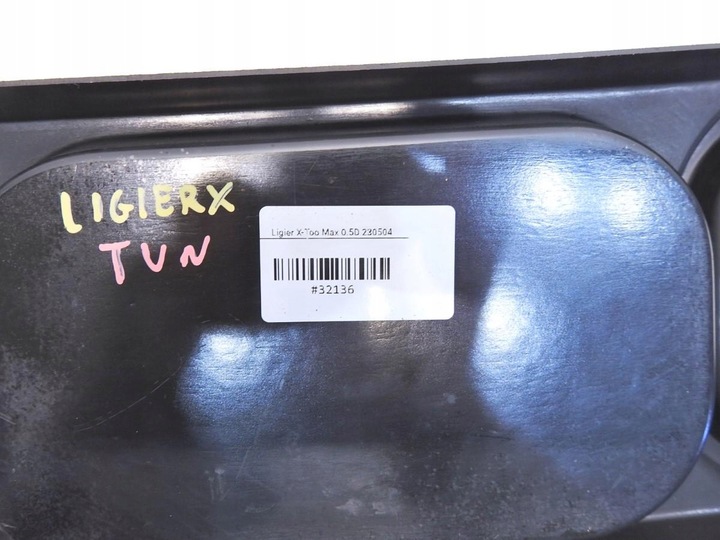 LIGIERX
TUN
Ligier X-Too Max 0.5D 230504
#32136